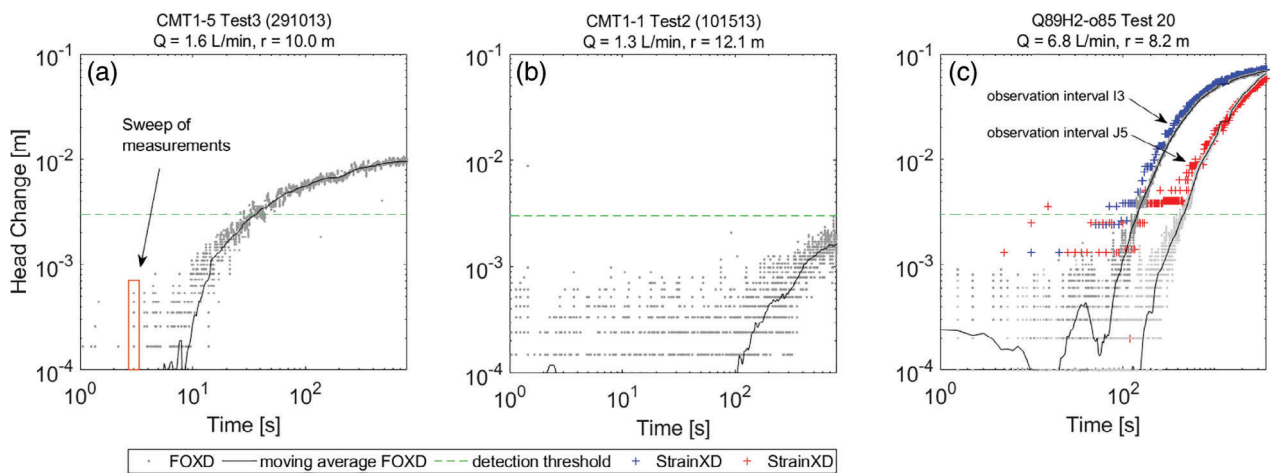 CMT1-5 Test3 (291013)
Q = 1.6 L/min, r = 10.0 m
CMT1-1 Test2 (101513)
Q = 1.3 L/min, r = 12.1 m
Q89H2-o85 Test 20
Q = 6.8 L/min, r = 8.2 m
Head Change [m]
10^-1
10^-2
10^-3
10^-4
(a)
Sweep of
measurements
10^0
10^1
10^2
Time [s]
10^-1
10^-2
10^-3
10^-4
(b)
10^0
10^2
Time [s]
10^-1
10^-2
10^-3
10^-4
(c)
observation interval I3
observation interval J5
10^0
10^2
Time [s]
FOXD
moving average FOXD
detection threshold
StrainXD
StrainXD